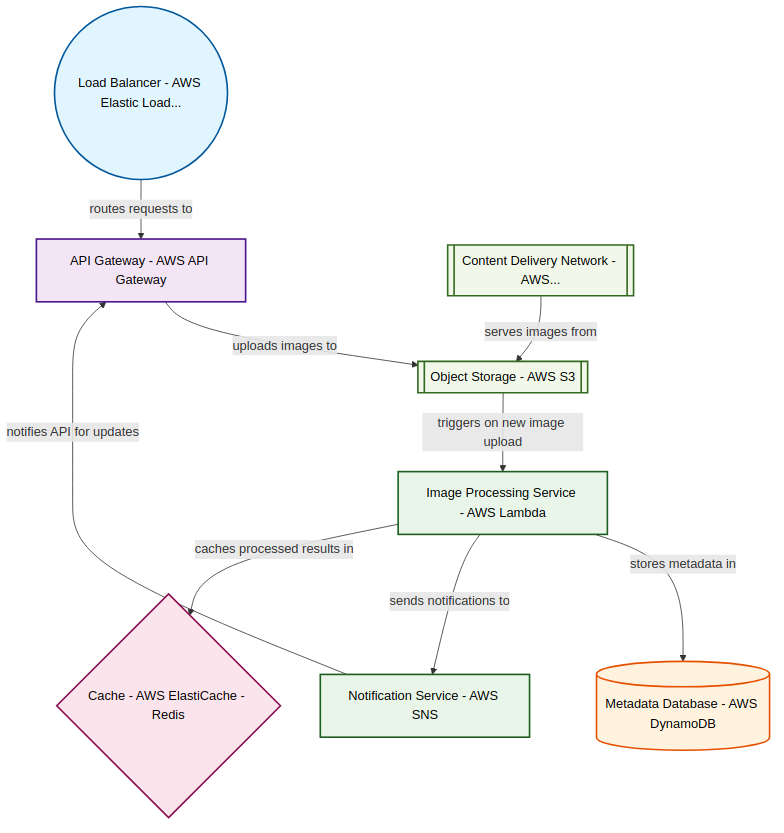 Load Balancer - AWS
Elastic Load...
routes requests to
API Gateway - AWS API
Gateway
Content Delivery Network -
AWS...
uploads images to
serves images from
Object Storage - AWS S3
triggers on new image
upload
notifies API for updates
Image Processing Service
- AWS Lambda
caches processed results in
sends notifications to
stores metadata in
Cache - AWS ElastiCache -
Redis
Notification Service - AWS
SNS
Metadata Database - AWS
DynamoDB